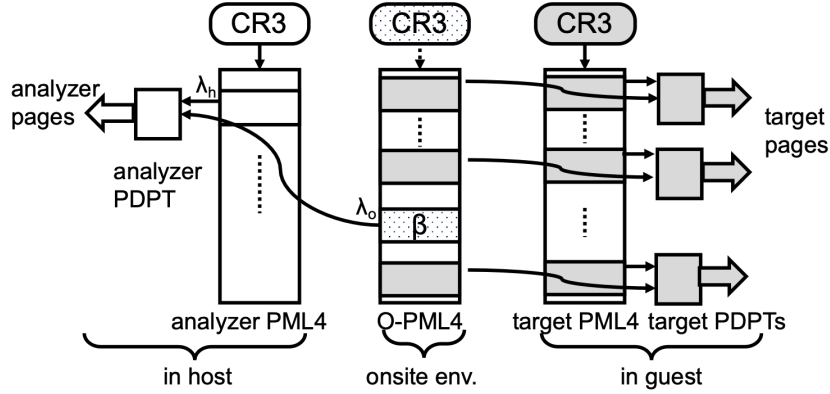 CR3
CR3
CR3
analyzer
pages
λh
analyzer
PDPT
λo
β
target
pages
analyzer PML4
O-PML4
target PML4
target PDPTs
in host
onsite env.
in guest